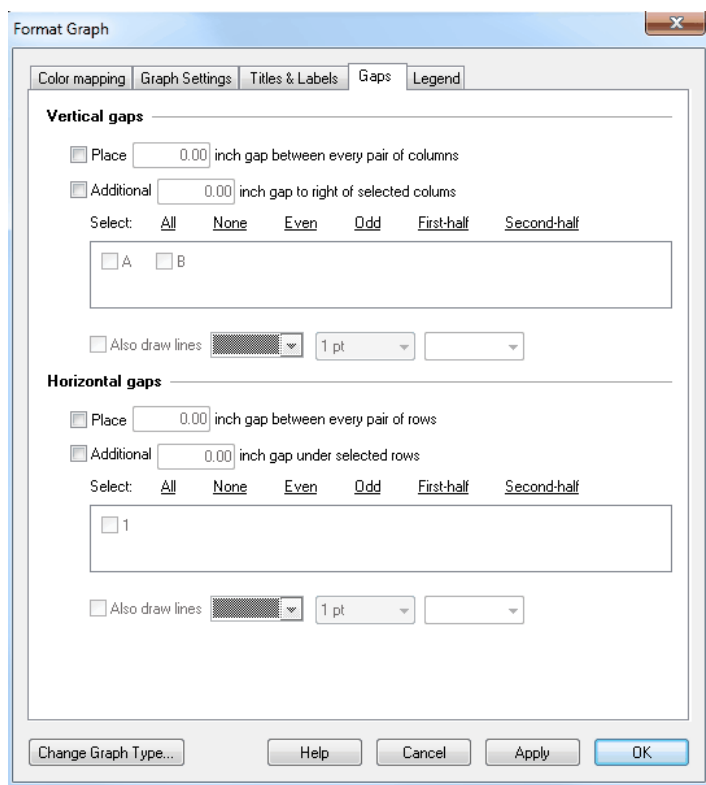 Format Graph
Color mapping Graph Settings Titles & Labels Gaps Legend
Vertical gaps
Place 0.00 inch gap between every pair of columns
Additional 0.00 inch gap to right of selected colums
Select: All None Even Odd First-half Second-half
A B
Also draw lines 1 pt
Horizontal gaps
Place 0.00 inch gap between every pair of rows
Additional 0.00 inch gap under selected rows
Select: All None Even Odd First-half Second-half
1
Also draw lines 1 pt
Change Graph Type... Help Cancel Apply OK